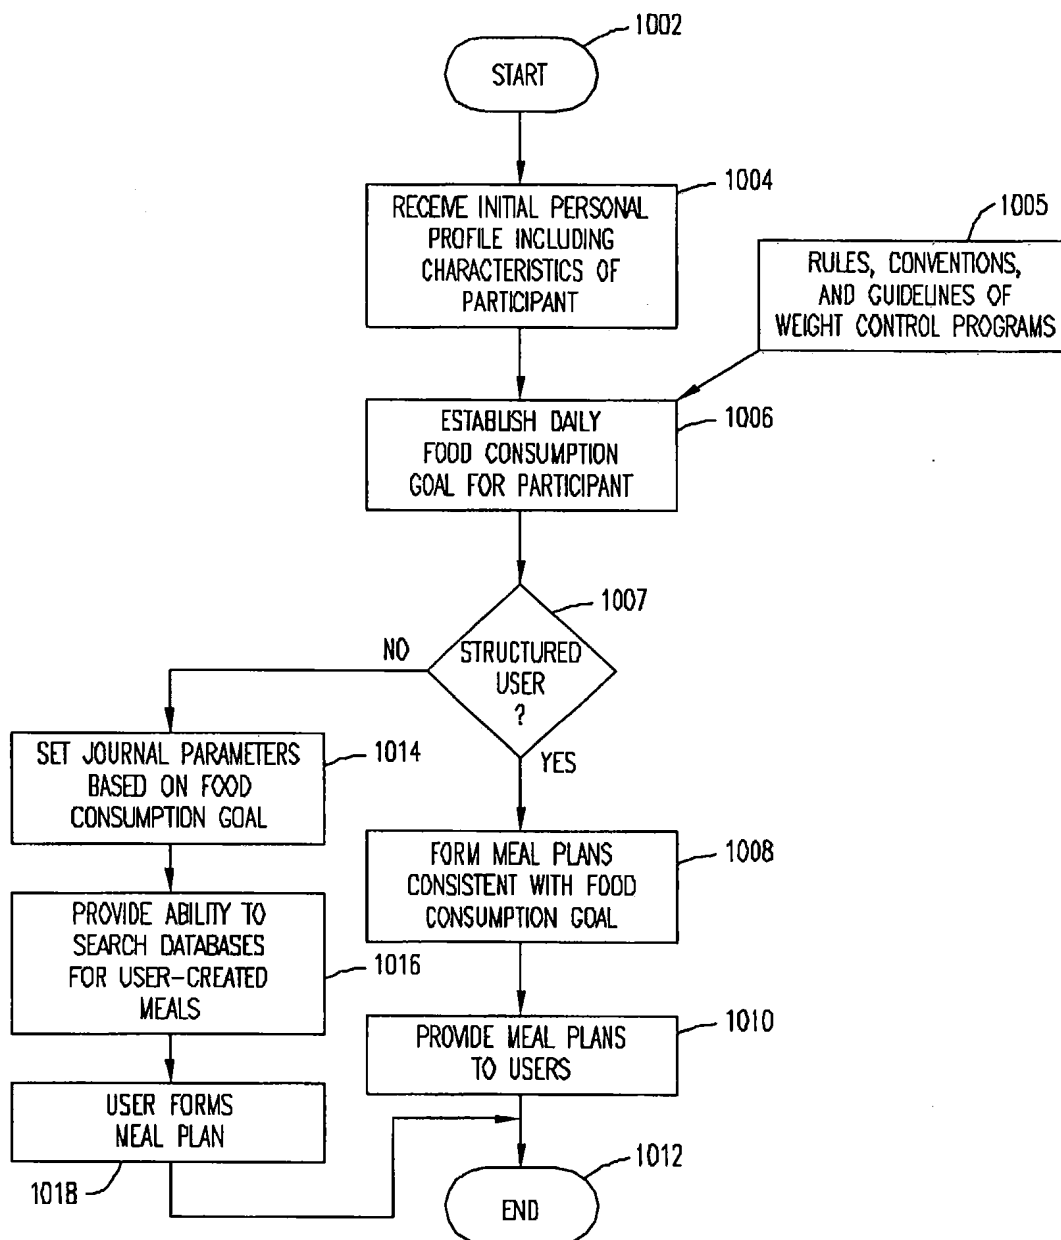 1002
START
1004
RECEIVE INITIAL PERSONAL
PROFILE INCLUDING
CHARACTERISTICS OF
PARTICIPANT
1005
RULES, CONVENTIONS,
AND GUIDELINES OF
WEIGHT CONTROL PROGRAMS
1006
ESTABLISH DAILY
FOOD CONSUMPTION
GOAL FOR PARTICIPANT
1007
STRUCTURED
USER
?
NO
YES
1014
SET JOURNAL PARAMETERS
BASED ON FOOD
CONSUMPTION GOAL
1008
FORM MEAL PLANS
CONSISTENT WITH FOOD
CONSUMPTION GOAL
PROVIDE ABILITY TO
SEARCH DATABASES
FOR USER-CREATED
MEALS
1016
1010
PROVIDE MEAL PLANS
TO USERS
USER FORMS
MEAL PLAN
1018
1012
END